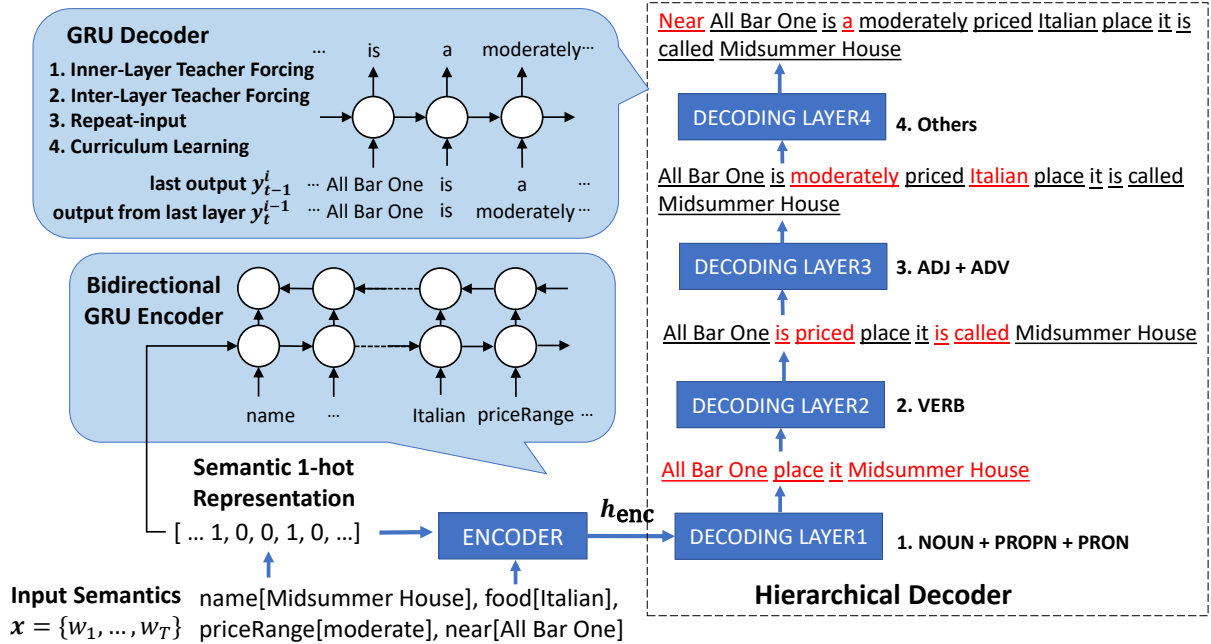 GRU Decoder
1. Inner-Layer Teacher Forcing
2. Inter-Layer Teacher Forcing
3. Repeat-input
4. Curriculum Learning
... is a moderately...
last output y_{t-1}^{i} ... All Bar One is a ...
output from last layer y_{t}^{i-1} ... All Bar One is moderately...
Bidirectional
GRU Encoder
name ... Italian priceRange ...
Semantic 1-hot
Representation
[ ... 1, 0, 0, 1, 0, ...]
ENCODER
h_enc
Input Semantics
x = {w_1, ... , w_T}
name[Midsummer House], food[Italian],
priceRange[moderate], near[All Bar One]
Near All Bar One is a moderately priced Italian place it is
called Midsummer House
DECODING LAYER4
4. Others
All Bar One is moderately priced Italian place it is called
Midsummer House
DECODING LAYER3
3. ADJ + ADV
All Bar One is priced place it is called Midsummer House
DECODING LAYER2
2. VERB
All Bar One place it Midsummer House
DECODING LAYER1
1. NOUN + PROPN + PRON
Hierarchical Decoder